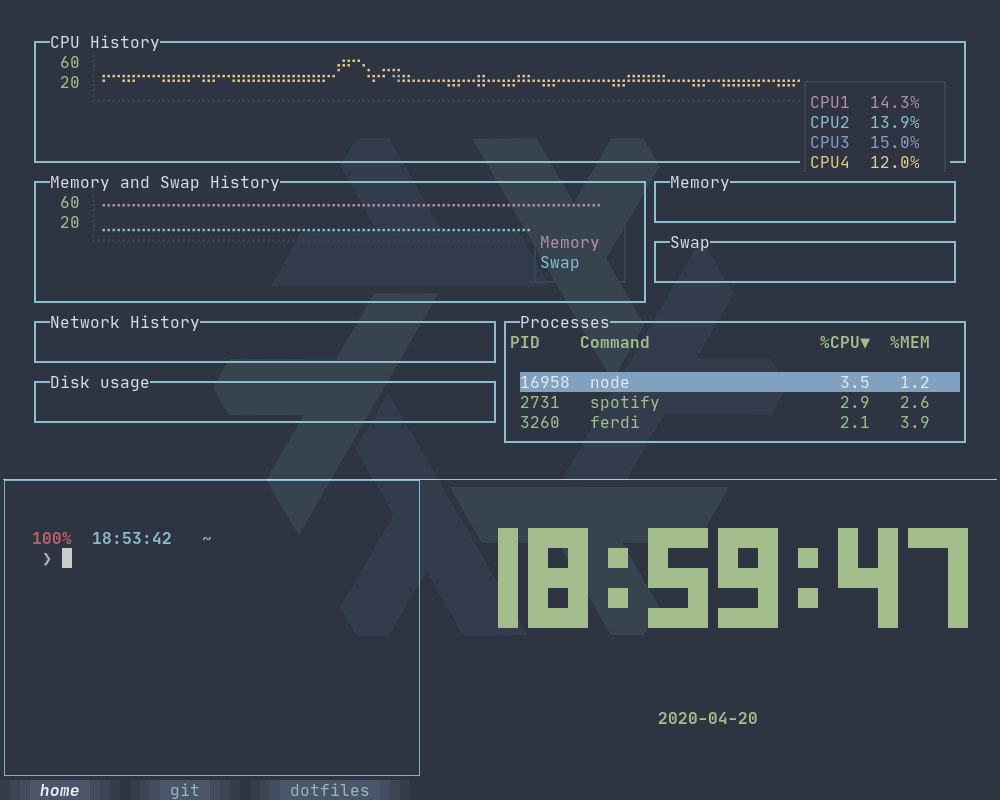 CPU History
60
20
CPU1 14.3%
CPU2 13.9%
CPU3 15.0%
CPU4 12.0%
Memory and Swap History
60
20
Memory
Swap
Memory
Swap
Network History
Disk usage
Processes
PID Command %CPU▼ %MEM
16958 node 3.5 1.2
2731 spotify 2.9 2.6
3260 ferdi 2.1 3.9
100% 18:53:42 ~
❯
18:59:47
2020-04-20
home git dotfiles